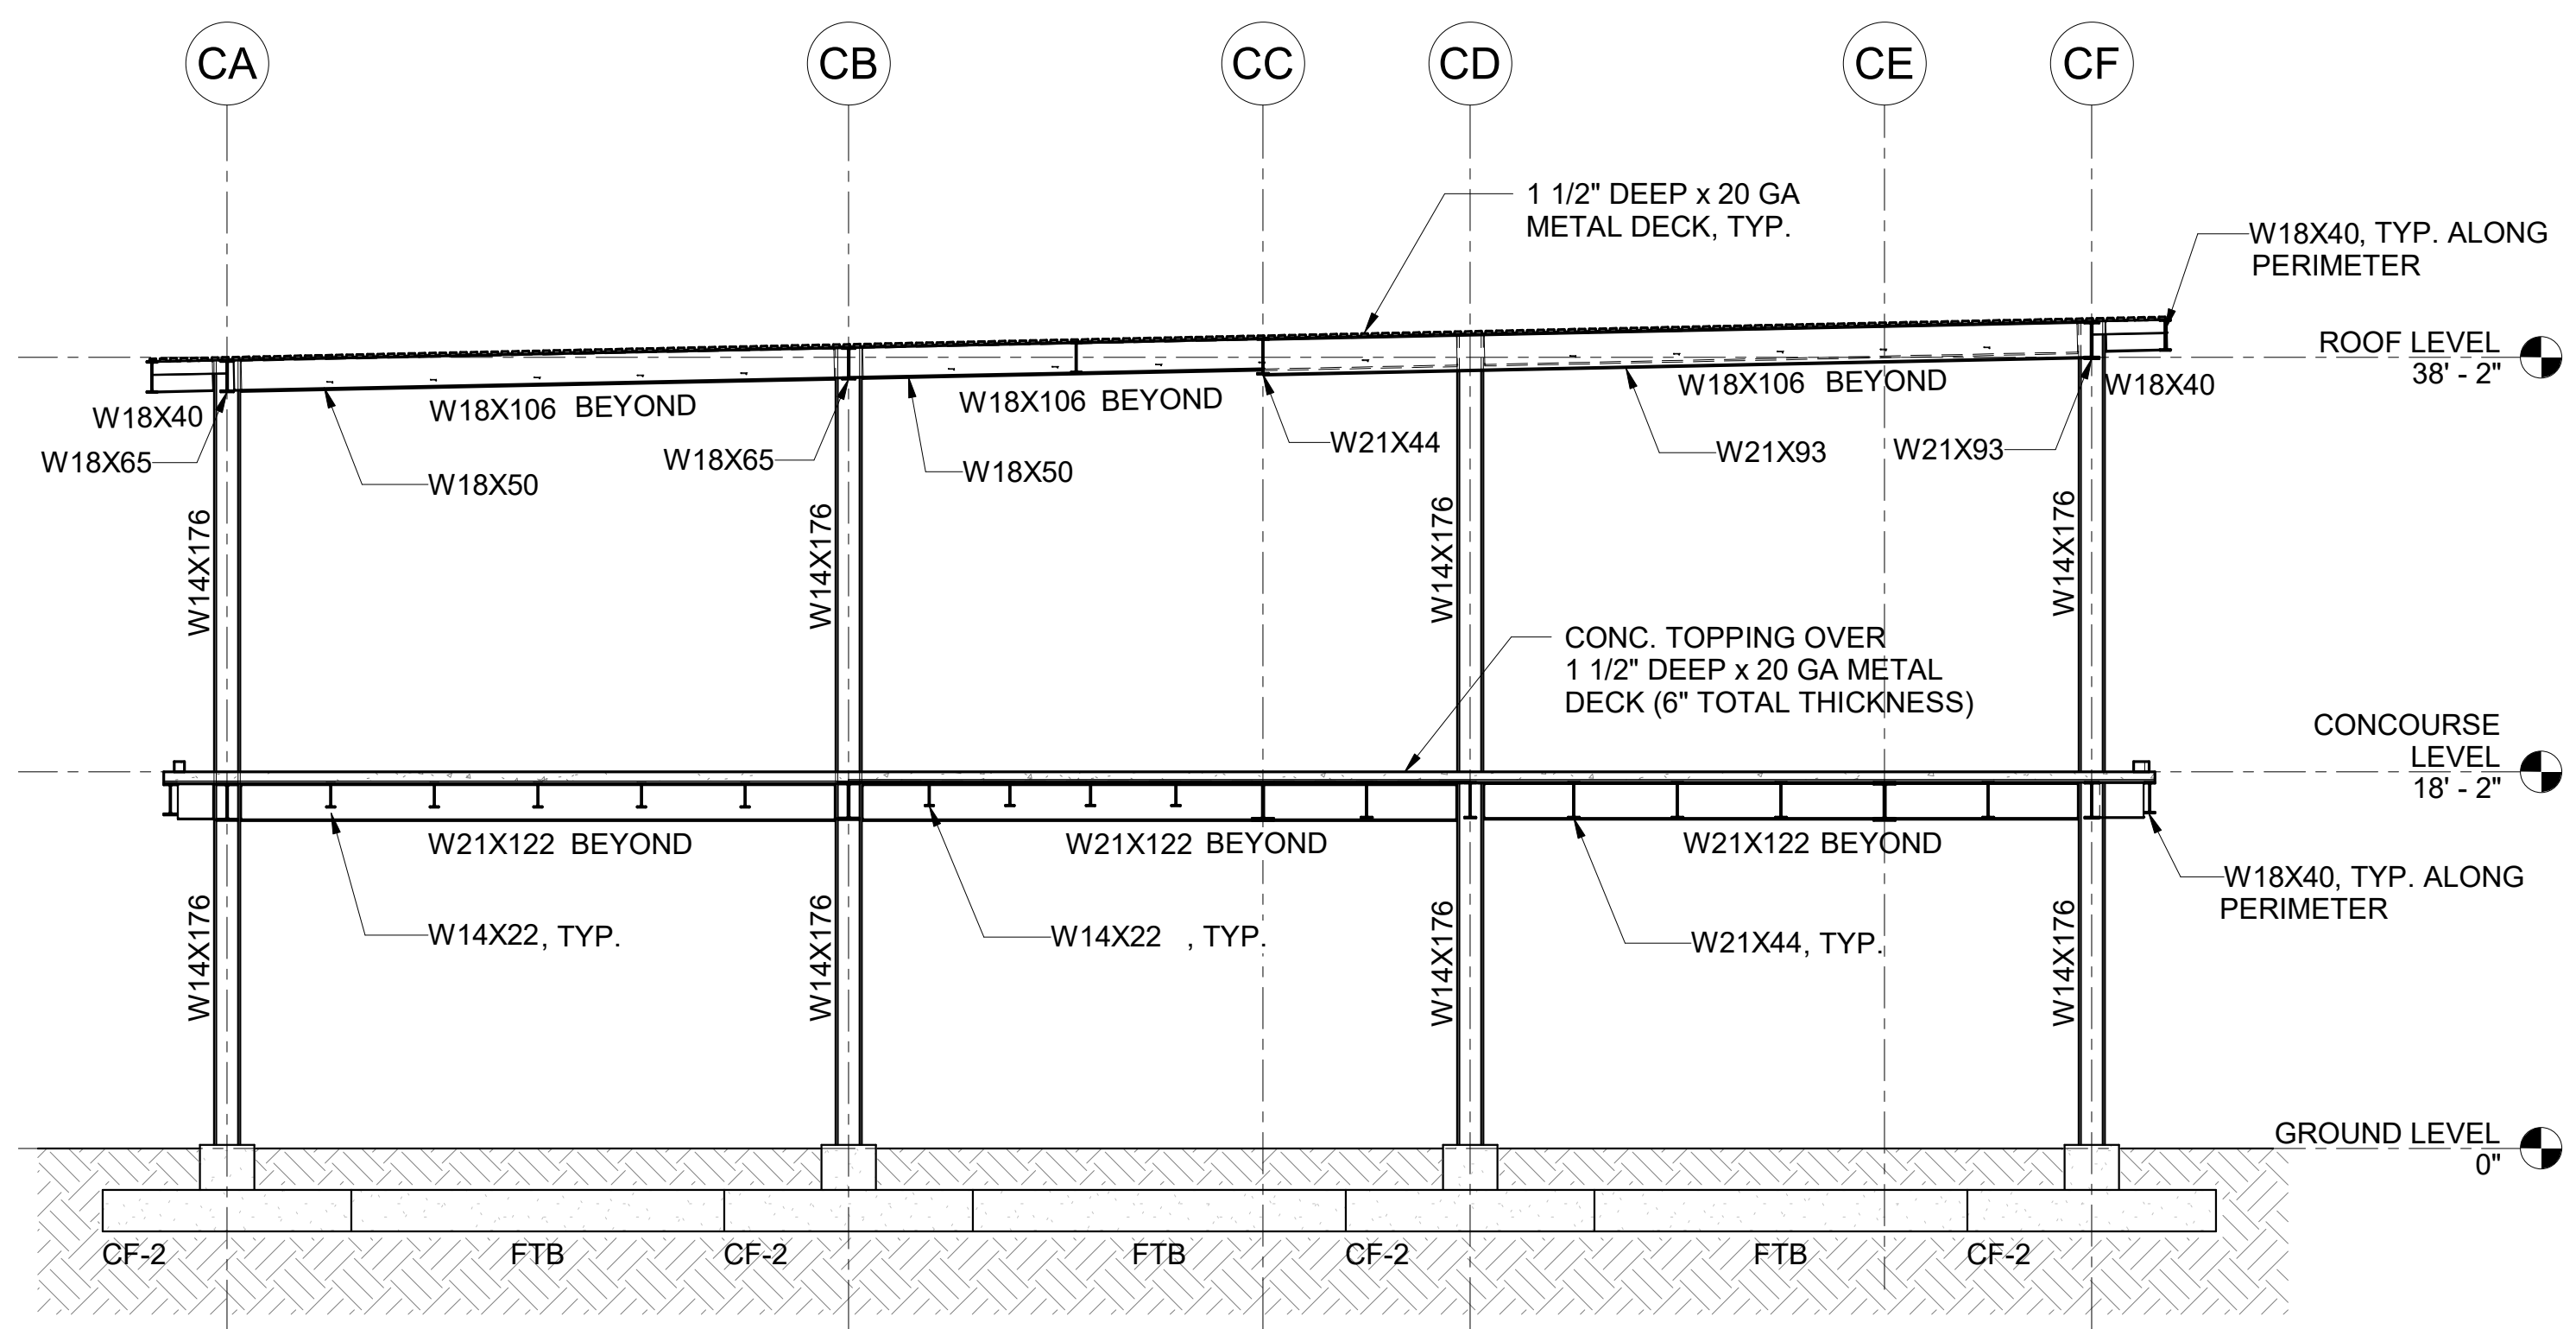 CA
CB
CC
CD
CE
CF
1 1/2" DEEP x 20 GA
METAL DECK, TYP.
W18X40, TYP. ALONG
PERIMETER
ROOF LEVEL
38' - 2"
W18X40
W18X106 BEYOND
W18X106 BEYOND
W18X106 BEYOND
W18X40
W18X65
W18X50
W18X65
W18X50
W21X44
W21X93
W21X93
W14X176
W14X176
W14X176
W14X176
CONC. TOPPING OVER
1 1/2" DEEP x 20 GA METAL
DECK (6" TOTAL THICKNESS)
CONCOURSE
LEVEL
18' - 2"
W21X122 BEYOND
W21X122 BEYOND
W21X122 BEYOND
W18X40, TYP. ALONG
PERIMETER
W14X22, TYP.
W14X22 , TYP.
W21X44, TYP.
W14X176
W14X176
W14X176
W14X176
GROUND LEVEL
0"
CF-2
FTB
CF-2
FTB
CF-2
FTB
CF-2